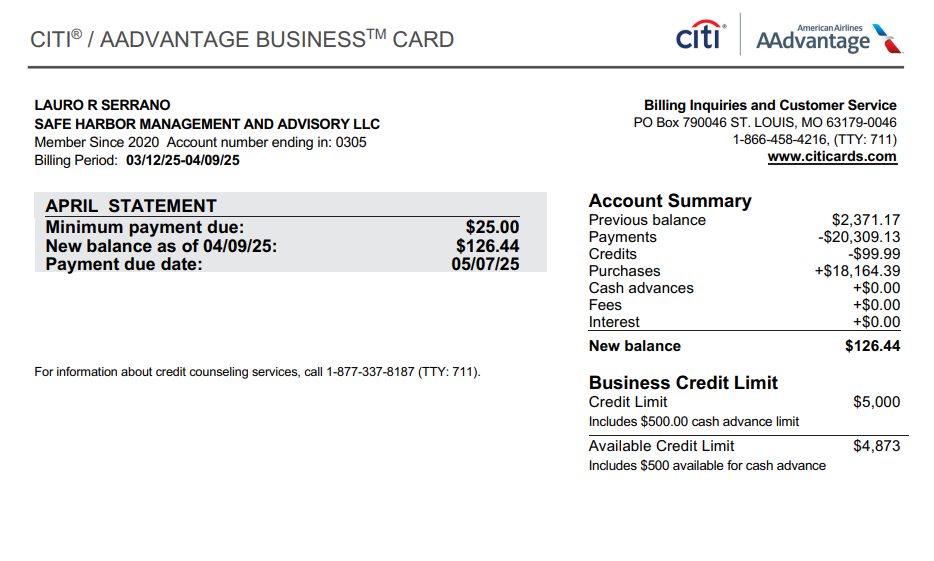 CITI® / AADVANTAGE BUSINESS™ CARD
citi®
American Airlines
AAdvantage
LAURO R SERRANO
SAFE HARBOR MANAGEMENT AND ADVISORY LLC
Member Since 2020 Account number ending in: 0305
Billing Period: 03/12/25-04/09/25
Billing Inquiries and Customer Service
PO Box 790046 ST. LOUIS, MO 63179-0046
1-866-458-4216, (TTY: 711)
www.citicards.com
APRIL STATEMENT
Minimum payment due: $25.00
New balance as of 04/09/25: $126.44
Payment due date: 05/07/25
For information about credit counseling services, call 1-877-337-8187 (TTY: 711).
Account Summary
Previous balance $2,371.17
Payments -$20,309.13
Credits -$99.99
Purchases +$18,164.39
Cash advances +$0.00
Fees +$0.00
Interest +$0.00
New balance $126.44
Business Credit Limit
Credit Limit $5,000
Includes $500.00 cash advance limit
Available Credit Limit $4,873
Includes $500 available for cash advance